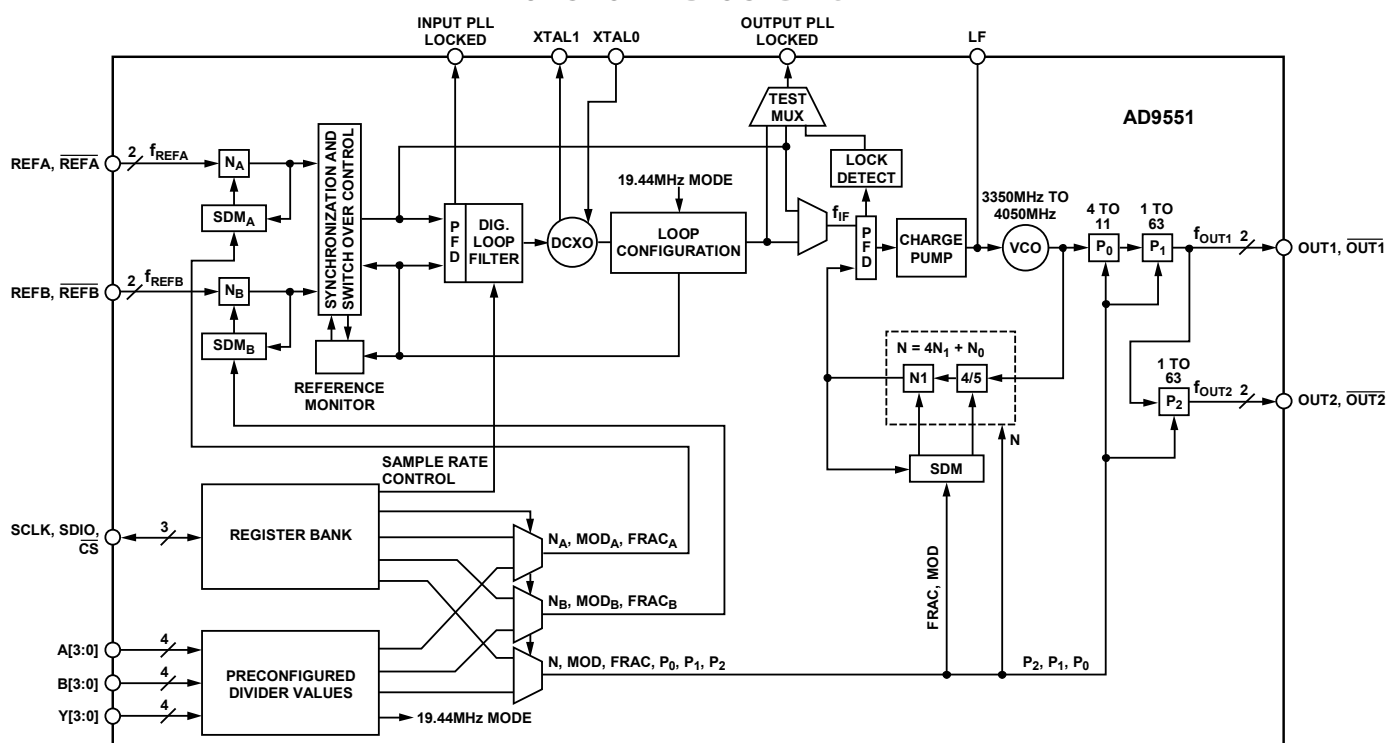 INPUT PLL
LOCKED
XTAL1
XTAL0
OUTPUT PLL
LOCKED
LF
AD9551
TEST
MUX
REFA, REFA
2
fREFA
NA
SDMA
SYNCHRONIZATION AND
SWITCH OVER CONTROL
REFB, REFB
2
fREFB
NB
SDMB
REFERENCE
MONITOR
PFD
DIG.
LOOP
FILTER
DCXO
19.44MHz MODE
LOOP
CONFIGURATION
fIF
LOCK
DETECT
PFD
CHARGE
PUMP
3350MHz TO
4050MHz
VCO
4 TO
11
P0
1 TO
63
P1
fOUT1
2
OUT1, OUT1
N = 4N1 + N0
N1
4/5
N
SDM
1 TO
63
P2
fOUT2
2
OUT2, OUT2
SAMPLE RATE
CONTROL
SCLK, SDIO,
CS
3
REGISTER BANK
NA, MODA, FRACA
NB, MODB, FRACB
N, MOD, FRAC, P0, P1, P2
FRAC, MOD
P2, P1, P0
A[3:0]
4
B[3:0]
4
Y[3:0]
4
PRECONFIGURED
DIVIDER VALUES
19.44MHz MODE